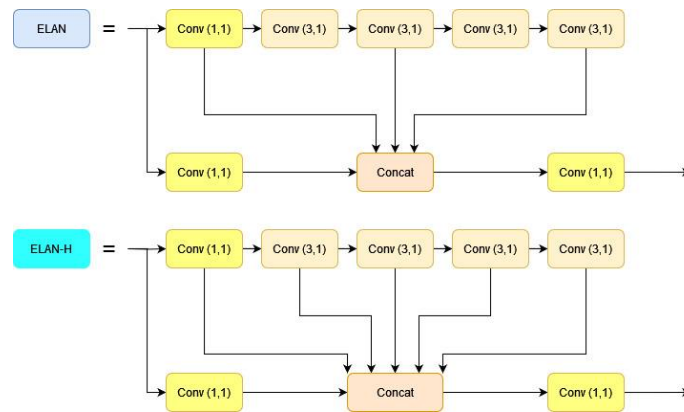 ELAN = Conv (1,1) Conv (3,1) Conv (3,1) Conv (3,1) Conv (3,1)
Conv (1,1) Concat Conv (1,1)
ELAN-H = Conv (1,1) Conv (3,1) Conv (3,1) Conv (3,1) Conv (3,1)
Conv (1,1) Concat Conv (1,1)